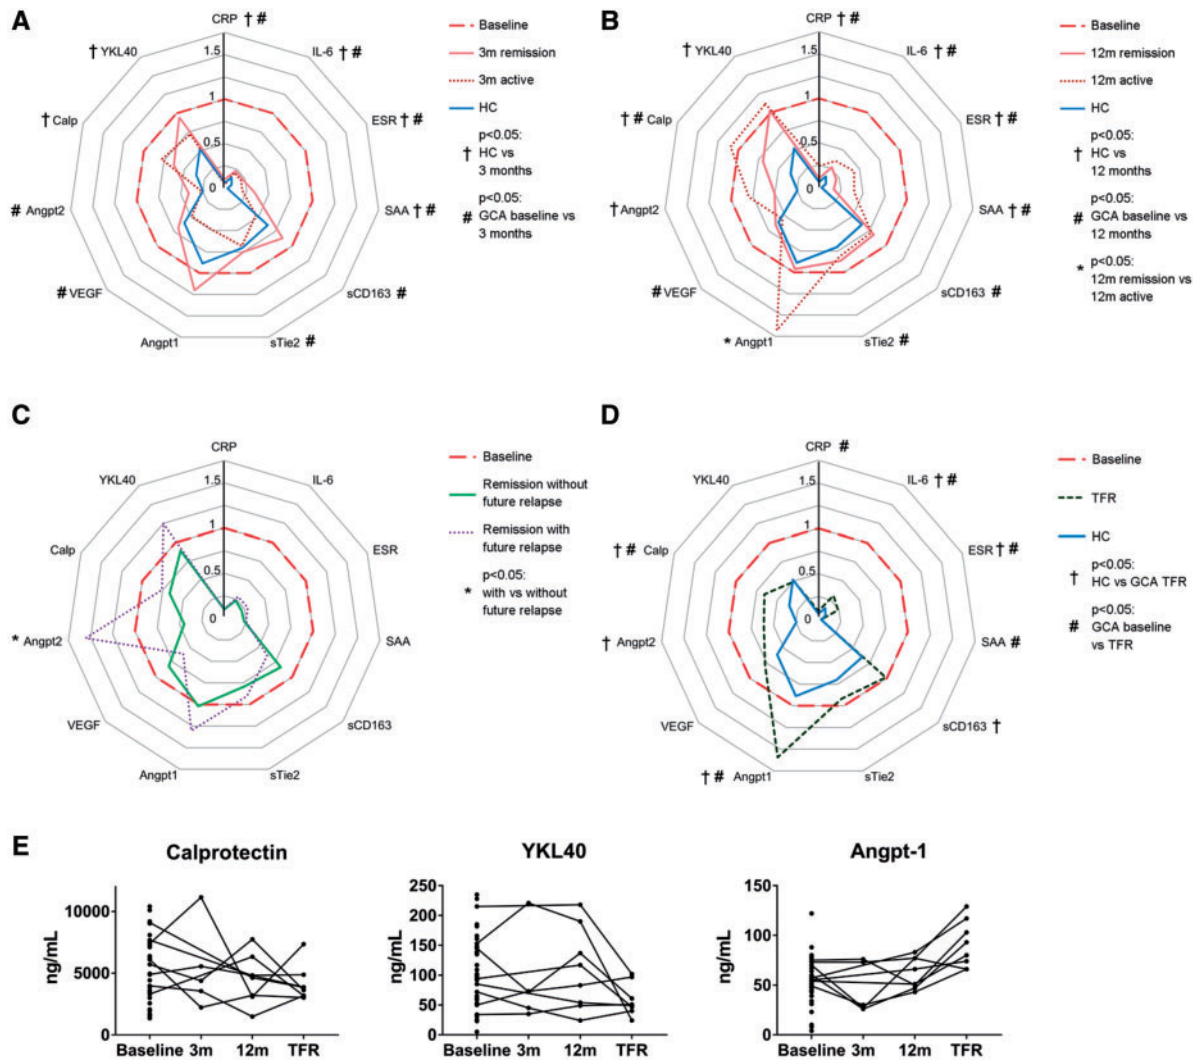 A
CRP † #
IL-6 † #
ESR † #
SAA † #
sCD163 #
sTie2 #
Angpt1
# VEGF
# Angpt2
† Calp
† YKL40
1.5
1
0.5
0
Baseline
3m remission
3m active
HC
p<0.05:
† HC vs
3 months
p<0.05:
# GCA baseline vs
3 months
B
CRP † #
IL-6 † #
ESR † #
SAA † #
sCD163 #
sTie2 #
* Angpt1
# VEGF
† Angpt2
† # Calp
† YKL40
1.5
1
0.5
0
Baseline
12m remission
12m active
HC
p<0.05:
† HC vs
12 months
p<0.05:
# GCA baseline vs
12 months
p<0.05:
* 12m remission vs
12m active
C
CRP
IL-6
ESR
SAA
sCD163
sTie2
Angpt1
VEGF
* Angpt2
Calp
YKL40
1.5
1
0.5
0
Baseline
Remission without
future relapse
Remission with
future relapse
p<0.05:
* with vs without
future relapse
D
CRP #
IL-6 † #
ESR † #
SAA #
sCD163 †
sTie2
† # Angpt1
VEGF
† Angpt2
† # Calp
YKL40
1.5
1
0.5
0
Baseline
TFR
HC
p<0.05:
† HC vs GCA TFR
p<0.05:
# GCA baseline
vs TFR
E
Calprotectin
ng/mL
10000
5000
0
Baseline 3m 12m TFR
YKL40
ng/mL
250
200
150
100
50
0
Baseline 3m 12m TFR
Angpt-1
ng/mL
150
100
50
0
Baseline 3m 12m TFR